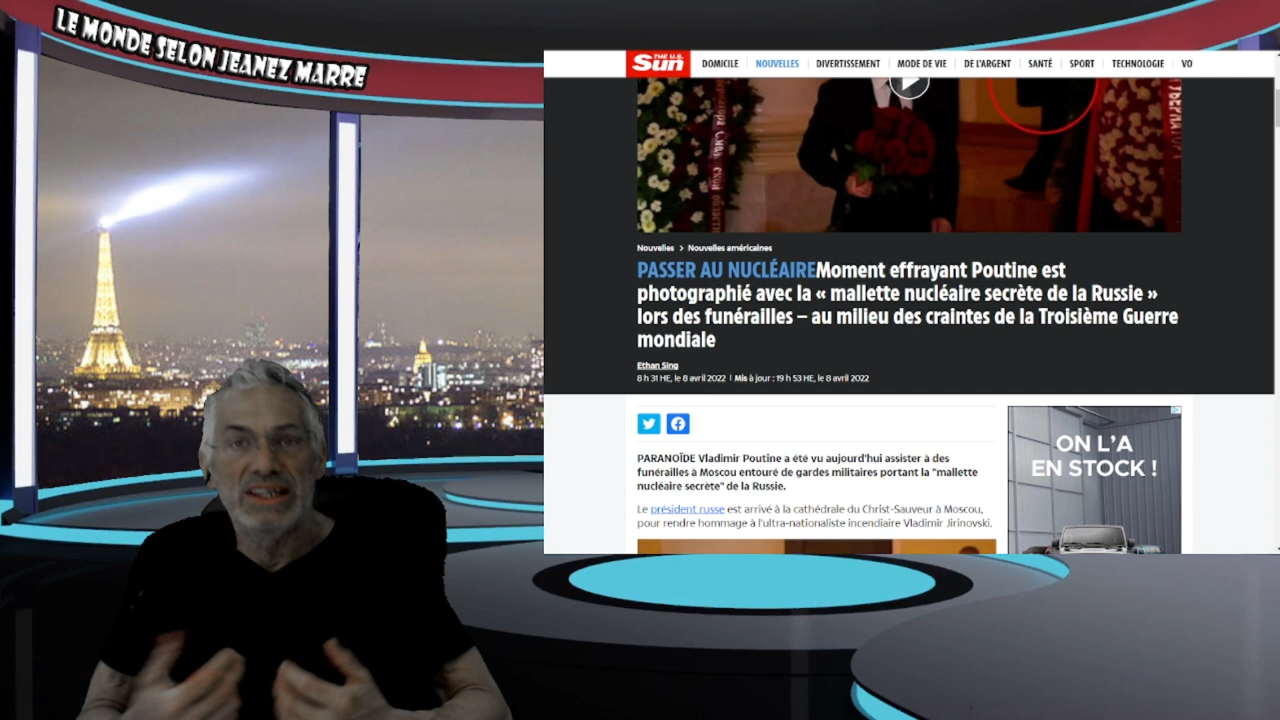 LE MONDE SELON JEANEZ MARRE
THE U.S. Sun
DOMICILE NOUVELLES DIVERTISSEMENT MODE DE VIE DE L'ARGENT SANTÉ SPORT TECHNOLOGIE VO
Nouvelles > Nouvelles américaines
PASSER AU NUCLÉAIREMoment effrayant Poutine est
photographié avec la « mallette nucléaire secrète de la Russie »
lors des funérailles – au milieu des craintes de la Troisième Guerre
mondiale
Ethan Sing
8 h 31 HE, le 8 avril 2022 | Mis à jour : 19 h 53 HE, le 8 avril 2022
PARANOÏDE Vladimir Poutine a été vu aujourd'hui assister à des
funérailles à Moscou entouré de gardes militaires portant la "mallette
nucléaire secrète" de la Russie.
Le président russe est arrivé à la cathédrale du Christ-Sauveur à Moscou,
pour rendre hommage à l'ultra-nationaliste incendiaire Vladimir Jirinovski.
ON L'A
EN STOCK !